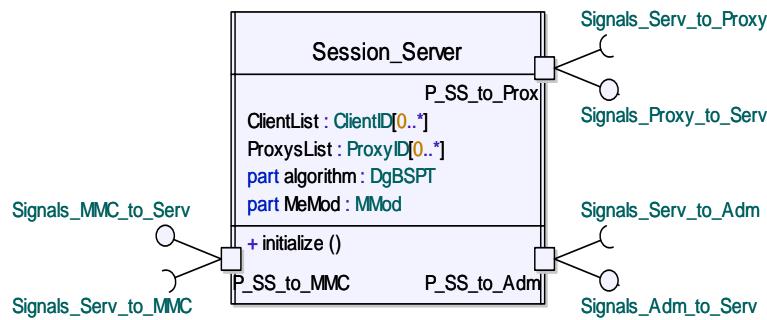 Signals_Serv_to_Proxy
Session_Server
P_SS_to_Prox
Signals_Proxy_to_Serv
ClientList : ClientID[0..*]
ProxysList : ProxyID[0..*]
part algorithm : DgBSPT
part MeMod : MMod
Signals_MMC_to_Serv
Signals_Serv_to_Adm
+ initialize ()
P_SS_to_MMC
P_SS_to_Adm
Signals_Serv_to_MMC
Signals_Adm_to_Serv